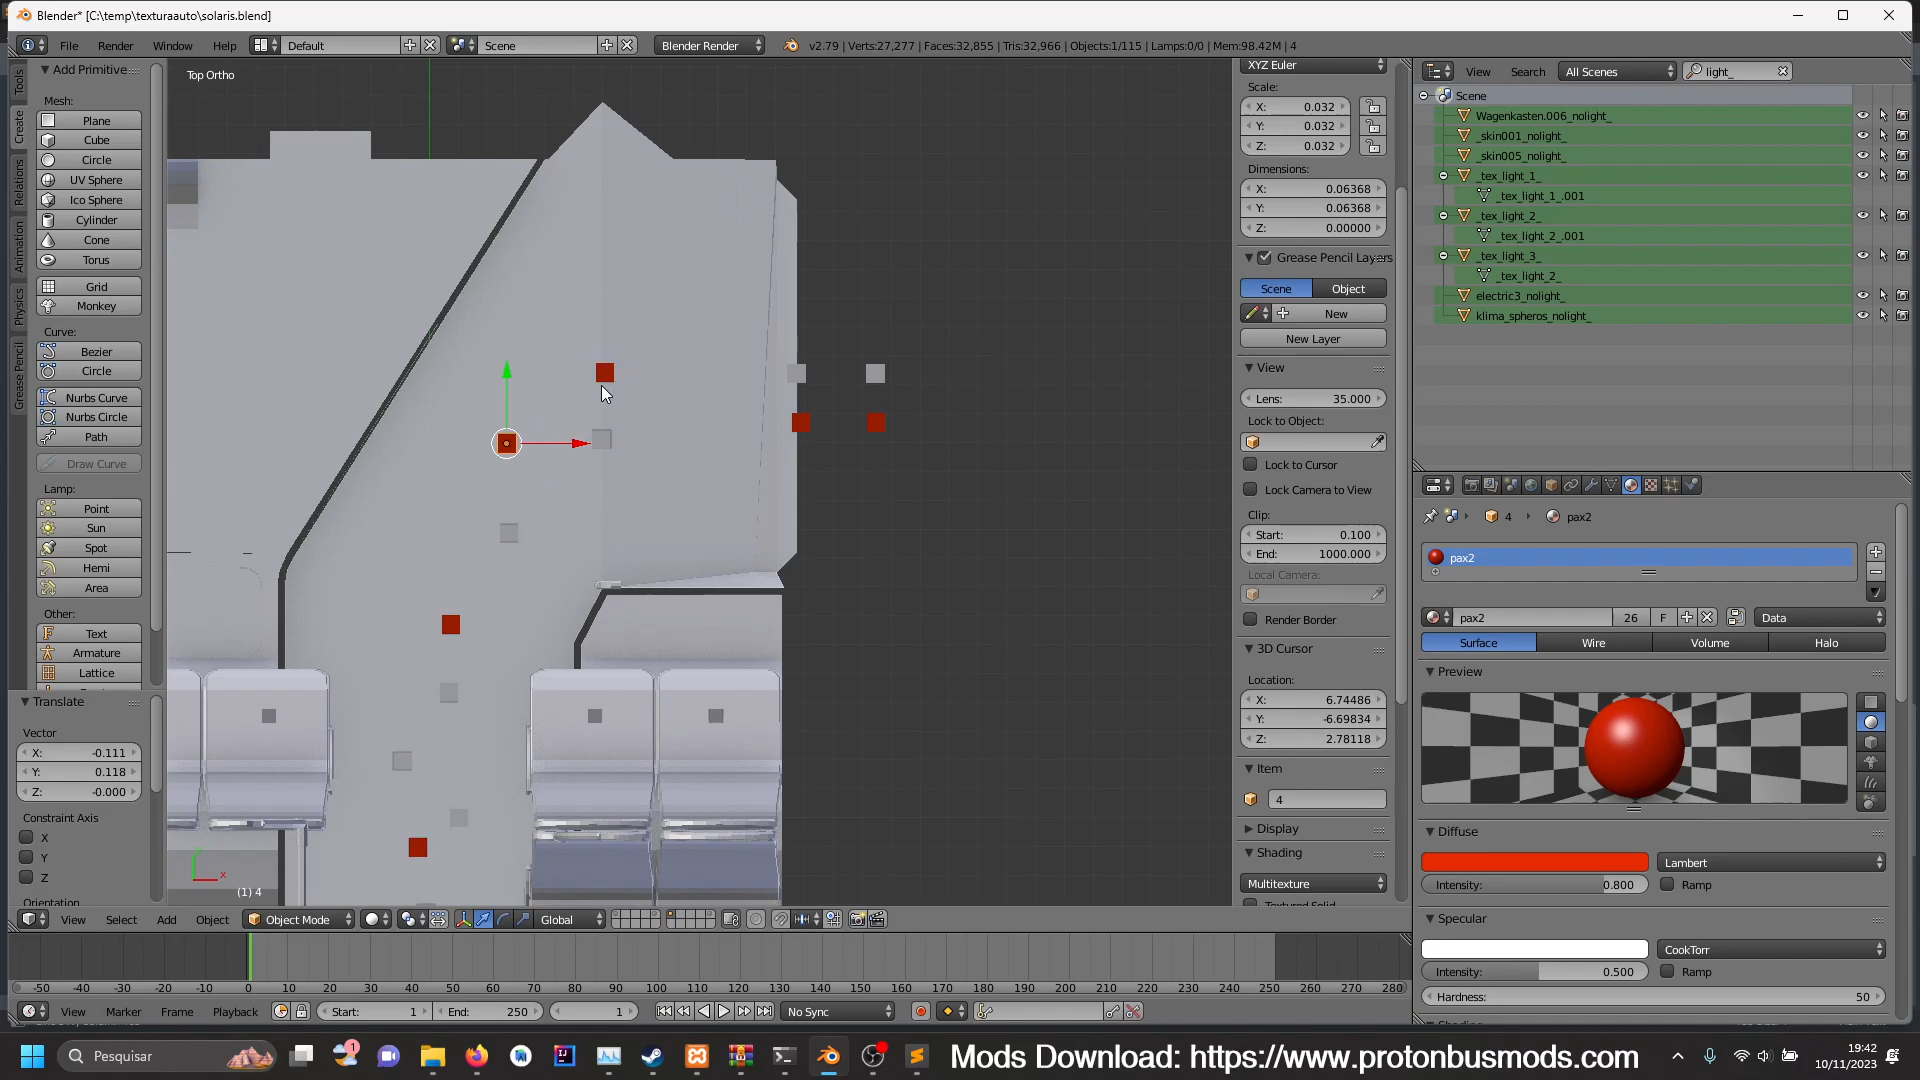 Blender* [C:\temp\texturaauto\solaris.blend]
File Render Window Help Default Scene Blender Render v2.79 | Verts:27,277 | Faces:32,855 | Tris:32,966 | Objects:1/115 | Lamps:0/0 | Mem:98.42M | 4
Tools
Create
Relations
Animation
Physics
Grease Pencil
Add Primitive
Mesh:
Plane
Cube
Circle
UV Sphere
Ico Sphere
Cylinder
Cone
Torus
Grid
Monkey
Curve:
Bezier
Circle
Nurbs Curve
Nurbs Circle
Path
Draw Curve
Lamp:
Point
Sun
Spot
Hemi
Area
Other:
Text
Armature
Lattice
Translate
Vector
X: -0.111
Y: 0.118
Z: -0.000
Constraint Axis
X
Y
Z
Orientation
Top Ortho
x
(1) 4
View Select Add Object Object Mode Global
XYZ Euler
Scale:
X: 0.032
Y: 0.032
Z: 0.032
Dimensions:
X: 0.06368
Y: 0.06368
Z: 0.00000
Grease Pencil Layers
Scene Object
New
New Layer
View
Lens: 35.000
Lock to Object:
Lock to Cursor
Lock Camera to View
Clip:
Start: 0.100
End: 1000.000
Local Camera:
Render Border
3D Cursor
Location:
X: 6.74486
Y: -6.69834
Z: 2.78118
Item
4
Display
Shading
Multitexture
Textured Solid
View Search All Scenes light_
Scene
Wagenkasten.006_nolight_
_skin001_nolight_
_skin005_nolight_
_tex_light_1_
_tex_light_1_.001
_tex_light_2_
_tex_light_2_.001
_tex_light_3_
_tex_light_2_
electric3_nolight_
klima_spheros_nolight_
4 pax2
pax2
pax2 26 F Data
Surface Wire Volume Halo
Preview
Diffuse
Lambert
Intensity: 0.800 Ramp
Specular
CookTorr
Intensity: 0.500 Ramp
Hardness: 50
-50 -40 -30 -20 -10 0 10 20 30 40 50 60 70 80 90 100 110 120 130 140 150 160 170 180 190 200 210 220 230 240 250 260 270 280
View Marker Frame Playback Start: 1 End: 250 1 No Sync
Pesquisar
1
Mods Download: https://www.protonbusmods.com
19:42
10/11/2023